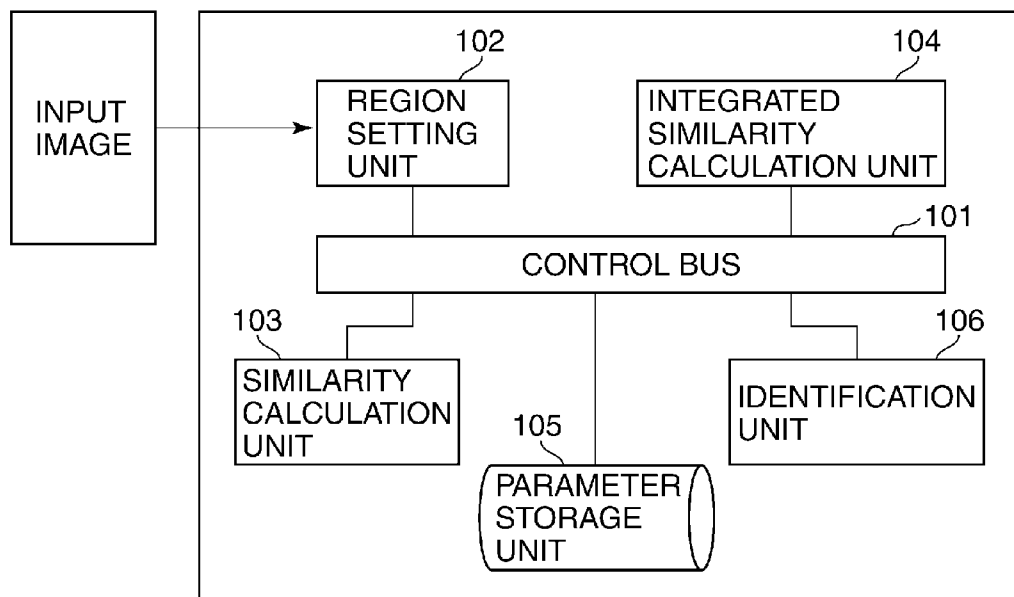 INPUT
IMAGE
102
REGION
SETTING
UNIT
104
INTEGRATED
SIMILARITY
CALCULATION UNIT
101
CONTROL BUS
103
SIMILARITY
CALCULATION
UNIT
105
PARAMETER
STORAGE
UNIT
106
IDENTIFICATION
UNIT